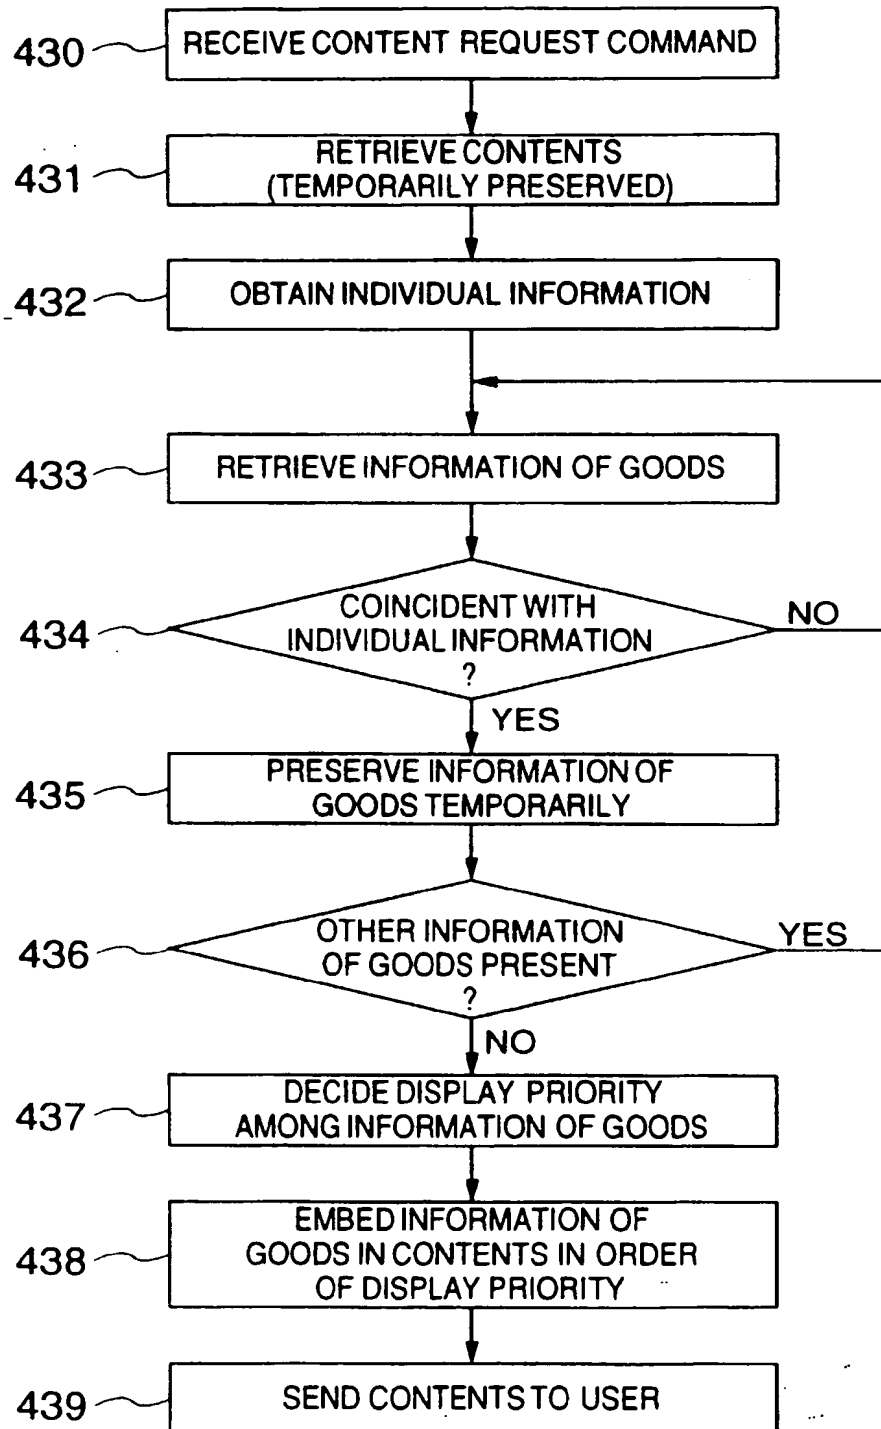 430 RECEIVE CONTENT REQUEST COMMAND
431 RETRIEVE CONTENTS
(TEMPORARILY PRESERVED)
432 OBTAIN INDIVIDUAL INFORMATION
433 RETRIEVE INFORMATION OF GOODS
434 COINCIDENT WITH
INDIVIDUAL INFORMATION
?
NO
YES
435 PRESERVE INFORMATION OF
GOODS TEMPORARILY
436 OTHER INFORMATION
OF GOODS PRESENT
?
YES
NO
437 DECIDE DISPLAY PRIORITY
AMONG INFORMATION OF GOODS
438 EMBED INFORMATION OF
GOODS IN CONTENTS IN ORDER
OF DISPLAY PRIORITY
439 SEND CONTENTS TO USER